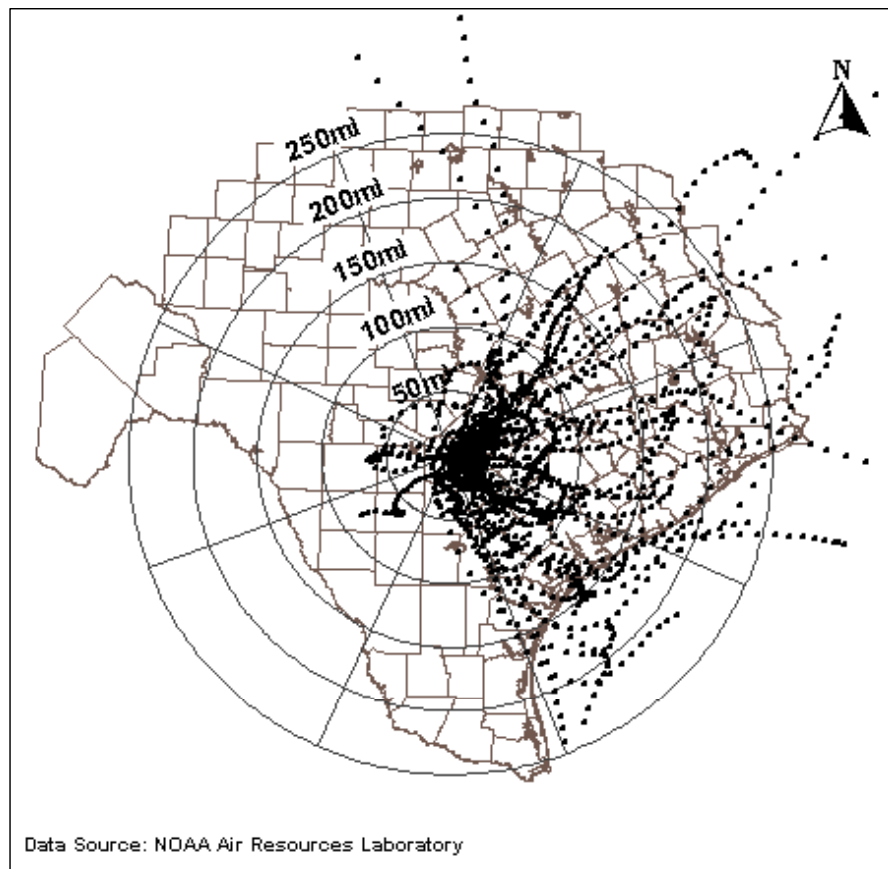 N
250mi
200mi
150mi
100mi
50mi
Data Source: NOAA Air Resources Laboratory